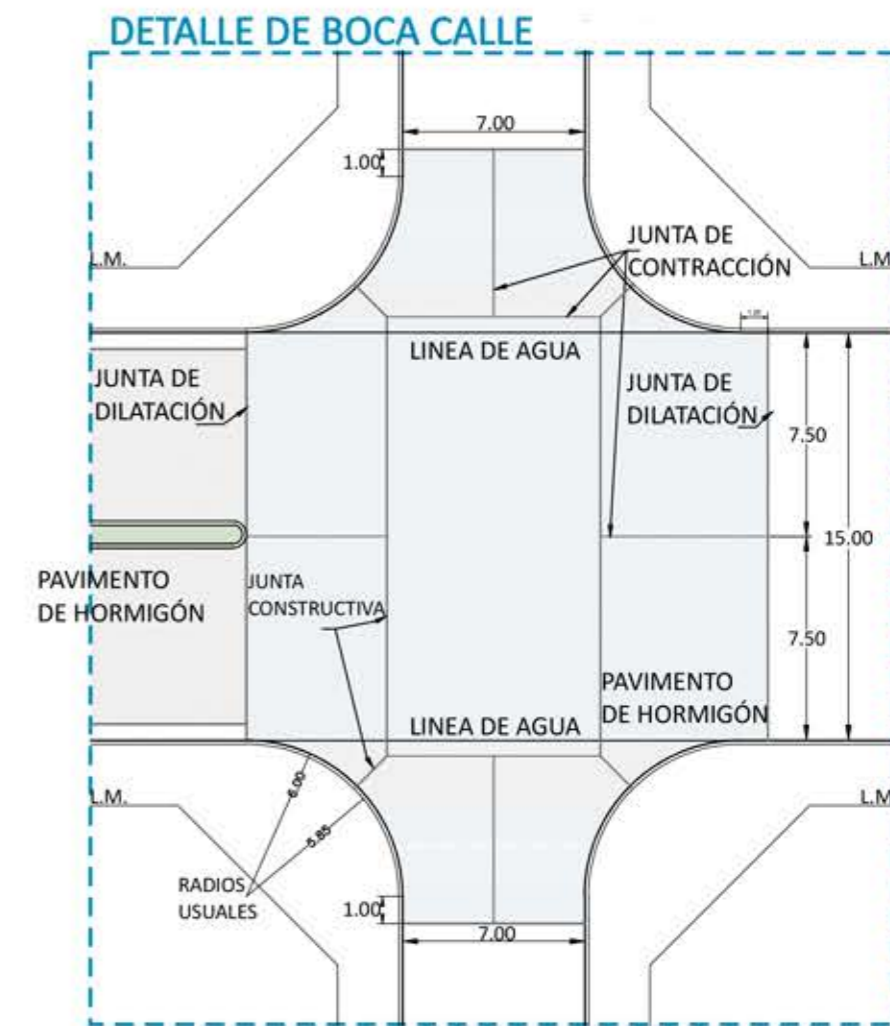 DETALLE DE BOCA CALLE
7.00
1.00
JUNTA DE
CONTRACCIÓN
L.M.
L.M
LINEA DE AGUA
JUNTA DE
DILATACIÓN
JUNTA DE
DILATACIÓN
7.50
15.00
PAVIMENTO
DE HORMIGÓN
JUNTA
CONSTRUCTIVA
7.50
PAVIMENTO
DE HORMIGÓN
LINEA DE AGUA
L.M.
L.M
6.00
5.85
RADIOS
USUALES
1.00
7.00